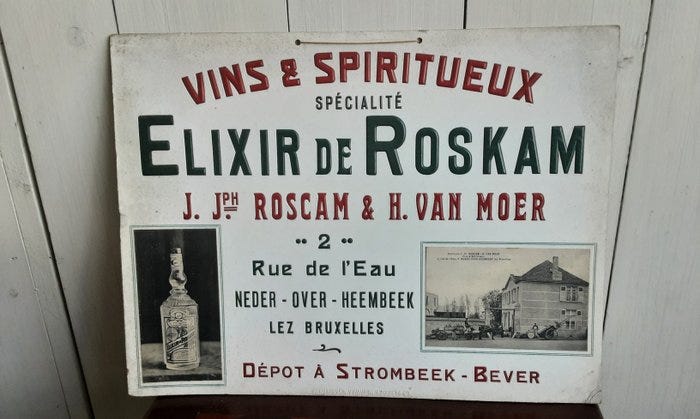 VINS & SPIRITUEUX
SPÉCIALITÉ
ELIXIR DE ROSKAM
J. JPH ROSCAM & H. VAN MOER
2
Rue de l'Eau
NEDER-OVER-HEEMBEEK
LEZ BRUXELLES
DÉPOT À STROMBEEK-BEVER